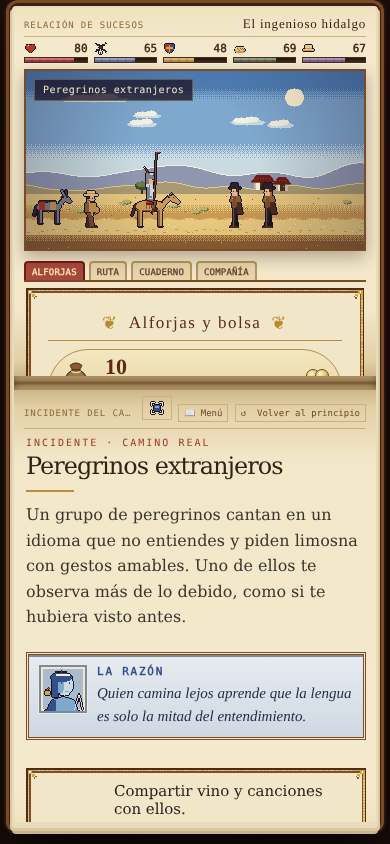 RELACIÓN DE SUCESOS
El ingenioso hidalgo
80 65 48 69 67
Peregrinos extranjeros
ALFORJAS RUTA CUADERNO COMPAÑÍA
Alforjas y bolsa
10
INCIDENTE DEL CA… Menú Volver al principio
INCIDENTE · CAMINO REAL
Peregrinos extranjeros
Un grupo de peregrinos cantan en un
idioma que no entiendes y piden limosna
con gestos amables. Uno de ellos te
observa más de lo debido, como si te
hubiera visto antes.
LA RAZÓN
Quien camina lejos aprende que la lengua
es solo la mitad del entendimiento.
Compartir vino y canciones
con ellos.